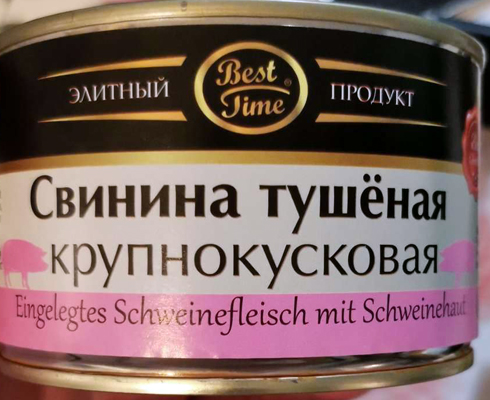 Best
ЭЛИТНЫЙ ПРОДУКТ
Time®
Свинина тушёная
крупнокусковая
Eingelegtes Schweinefleisch mit Schweinehaut